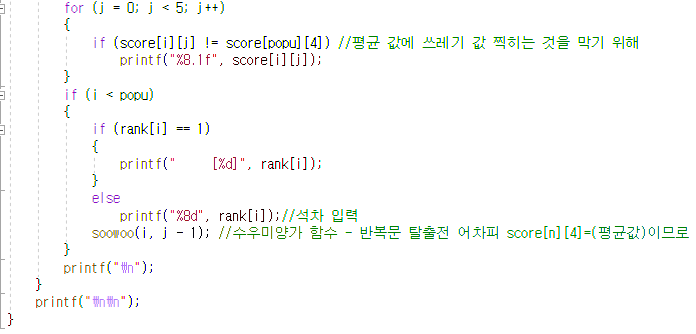 for (j = 0; j < 5; j++)
{
if (score[i][j] != score[popu][4]) //평균 값에 쓰레기 값 찍히는 것을 막기 위해
printf("%8.1f", score[i][j]);
}
if (i < popu)
{
if (rank[i] == 1)
{
printf("     [%d]", rank[i]);
}
else
printf("%8d", rank[i]);//석차 입력
soowoo(i, j - 1); //수우미양가 함수 - 반복문 탈출전 어차피 score[n][4]=(평균값)이므로
}
printf("₩n");
}
printf("₩n₩n");
}